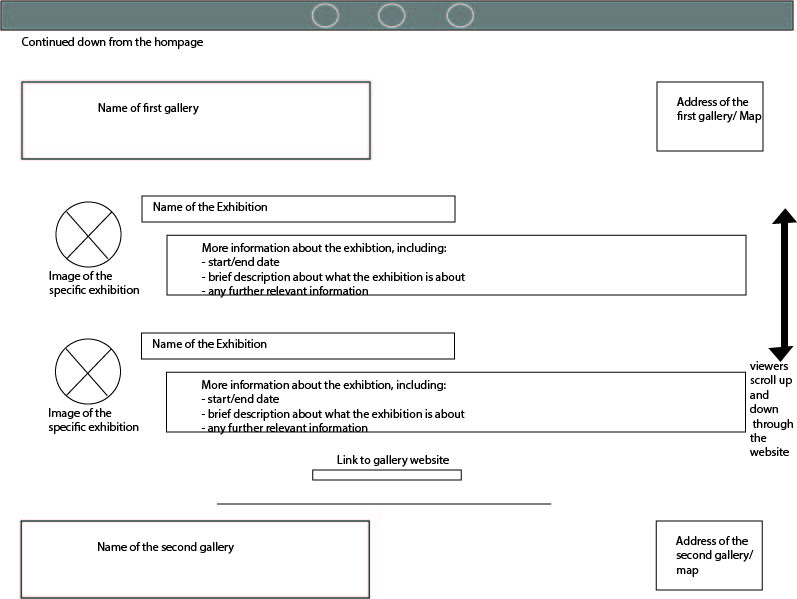 Continued down from the hompage
Name of first gallery
Address of the
first gallery/ Map
Name of the Exhibition
More information about the exhibtion, including:
- start/end date
- brief description about what the exhibition is about
- any further relevant information
Image of the
specific exhibition
Name of the Exhibition
More information about the exhibtion, including:
- start/end date
- brief description about what the exhibition is about
- any further relevant information
Image of the
specific exhibition
viewers
scroll up
and
down
through
the
website
Link to gallery website
Name of the second gallery
Address of the
second gallery/
map